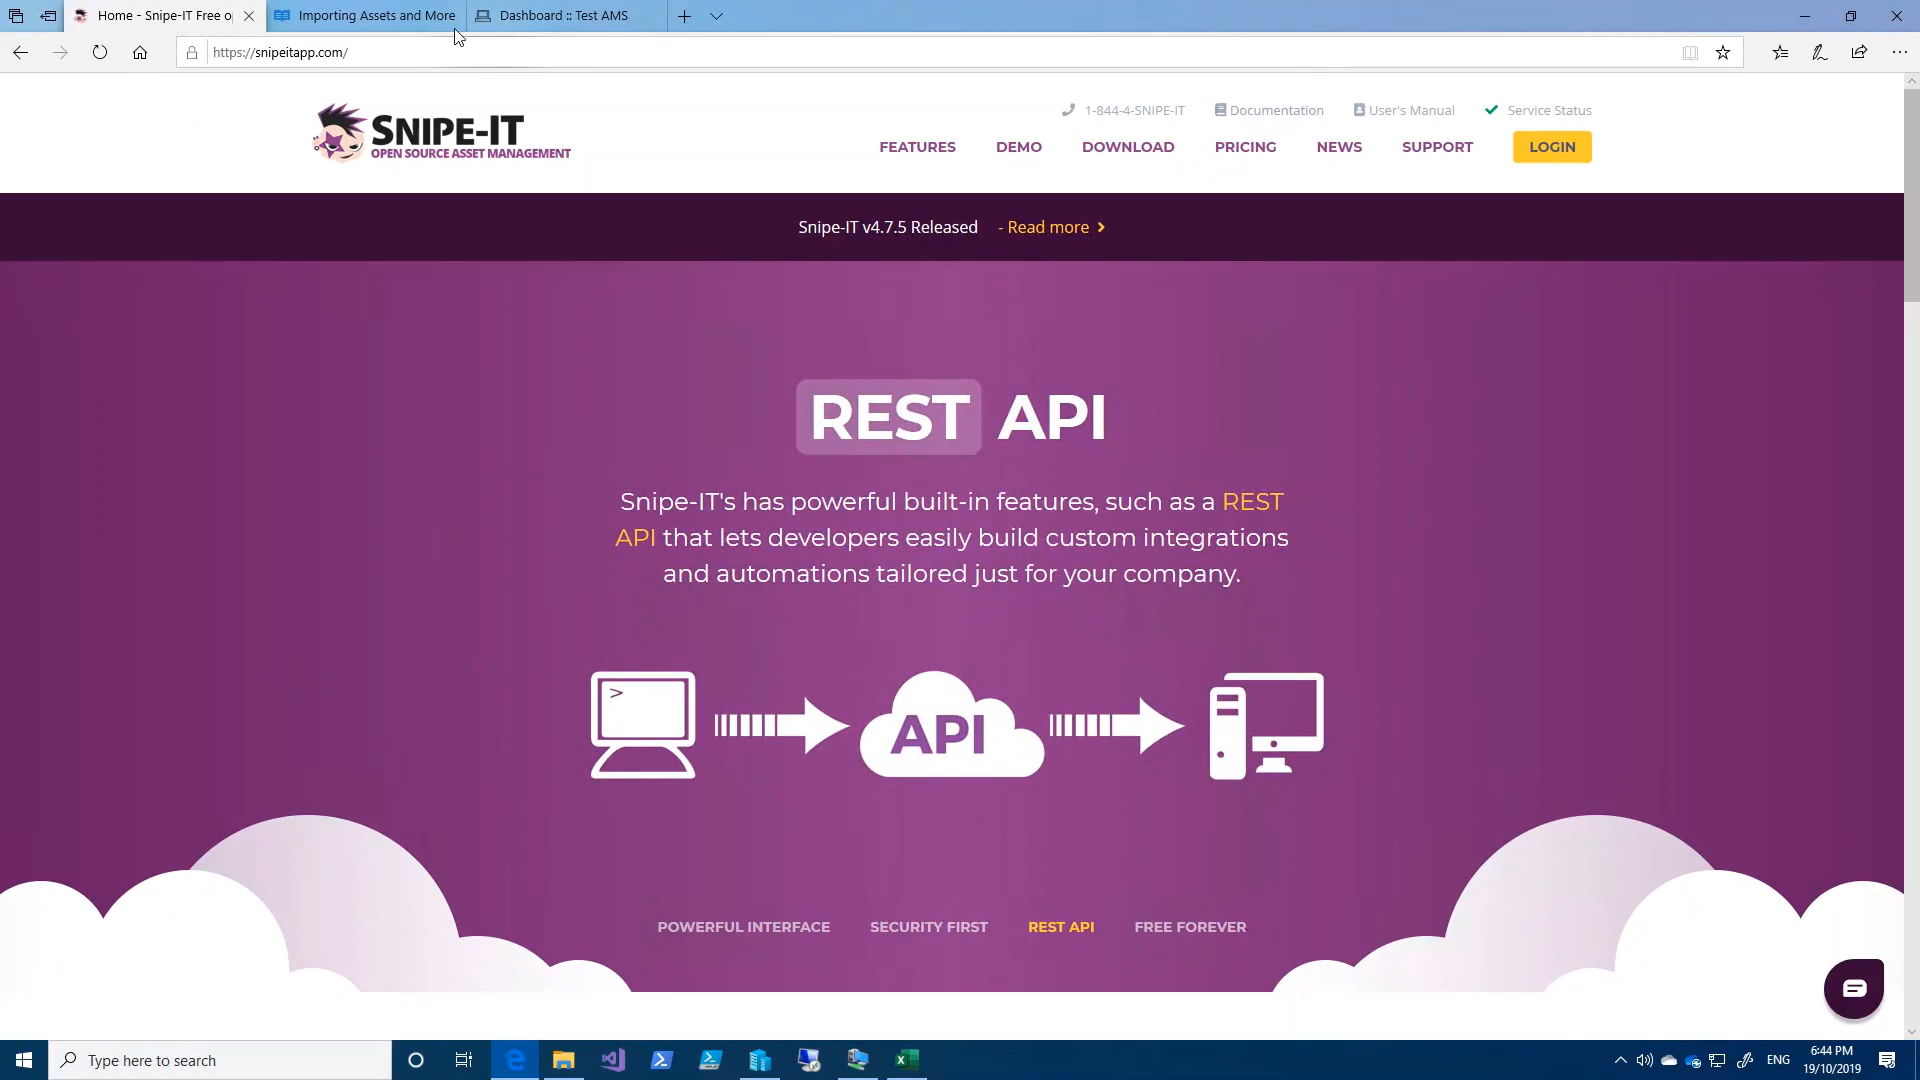 Home - Snipe-IT Free o
Importing Assets and More
Dashboard :: Test AMS
https://snipeitapp.com/
SNIPE-IT
OPEN SOURCE ASSET MANAGEMENT
1-844-4-SNIPE-IT
Documentation
User's Manual
Service Status
FEATURES
DEMO
DOWNLOAD
PRICING
NEWS
SUPPORT
LOGIN
Snipe-IT v4.7.5 Released - Read more
REST API
Snipe-IT's has powerful built-in features, such as a REST
API that lets developers easily build custom integrations
and automations tailored just for your company.
>
API
POWERFUL INTERFACE
SECURITY FIRST
REST API
FREE FOREVER
Type here to search
ENG
6:44 PM
19/10/2019